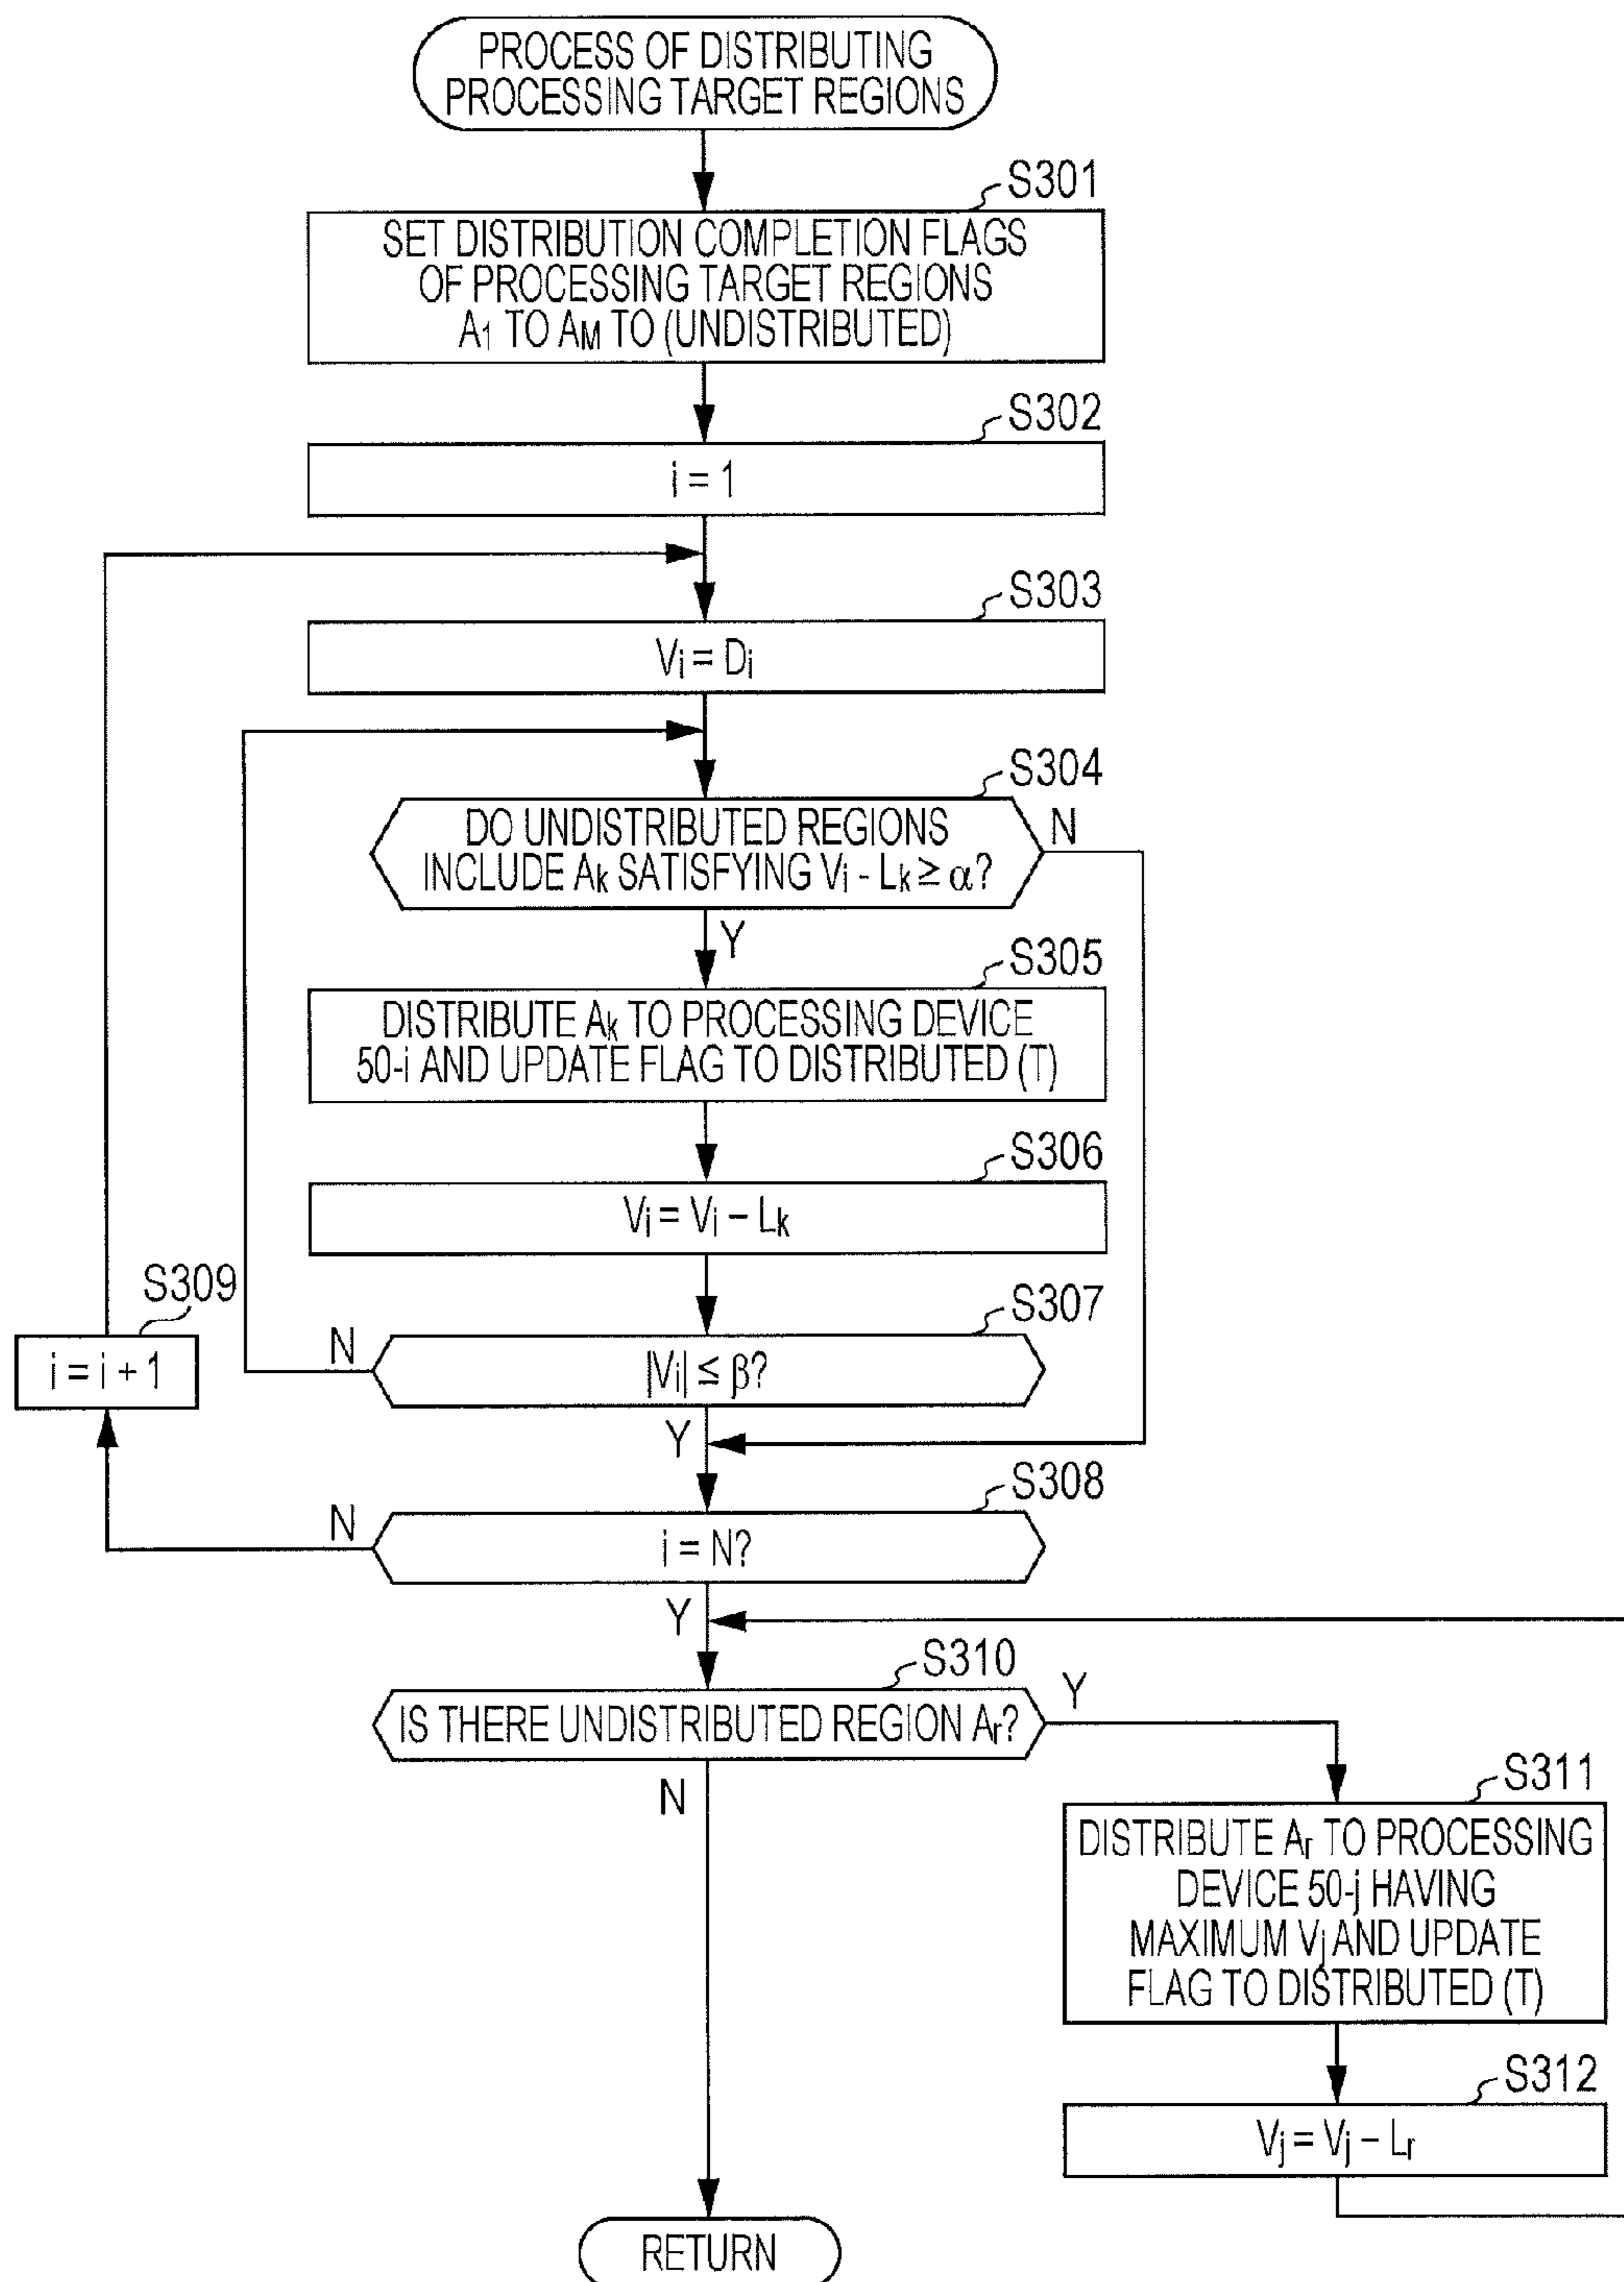 PROCESS OF DISTRIBUTING
PROCESSING TARGET REGIONS
S301
SET DISTRIBUTION COMPLETION FLAGS
OF PROCESSING TARGET REGIONS
A1 TO AM TO (UNDISTRIBUTED)
S302
i = 1
S303
Vi = Di
S304
DO UNDISTRIBUTED REGIONS
INCLUDE Ak SATISFYING Vi - Lk ≥ α?
N
Y
S305
DISTRIBUTE Ak TO PROCESSING DEVICE
50-i AND UPDATE FLAG TO DISTRIBUTED (T)
S306
Vi = Vi – Lk
S307
|Vi| ≤ β?
N
Y
S309
i = i + 1
S308
i = N?
N
Y
S310
IS THERE UNDISTRIBUTED REGION Ar?
Y
N
S311
DISTRIBUTE Ar TO PROCESSING
DEVICE 50-j HAVING
MAXIMUM Vj AND UPDATE
FLAG TO DISTRIBUTED (T)
S312
Vj = Vj – Lr
RETURN